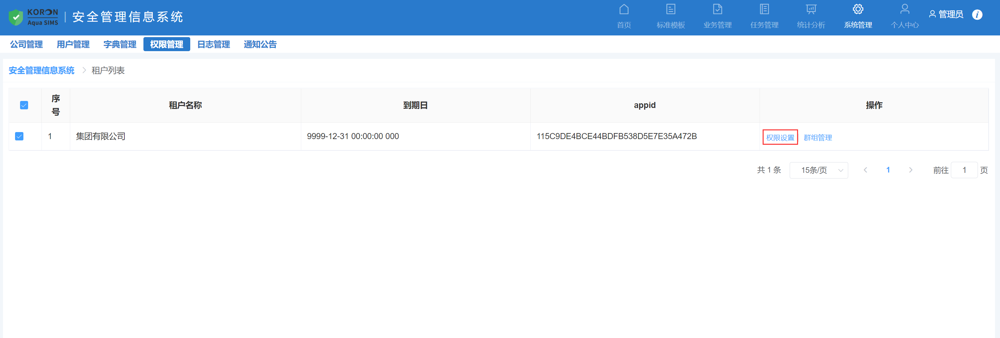 KORON
Aqua SIMS
安全管理信息系统
首页
标准模板
业务管理
任务管理
统计分析
系统管理
个人中心
管理员
i
公司管理 用户管理 字典管理 权限管理 日志管理 通知公告
安全管理信息系统 > 租户列表
序号 租户名称 到期日 appid 操作
1 集团有限公司 9999-12-31 00:00:00 000 115C9DE4BCE44BDFB538D5E7E35A472B 权限设置 群组管理
共 1 条 15条/页 < 1 > 前往 1 页